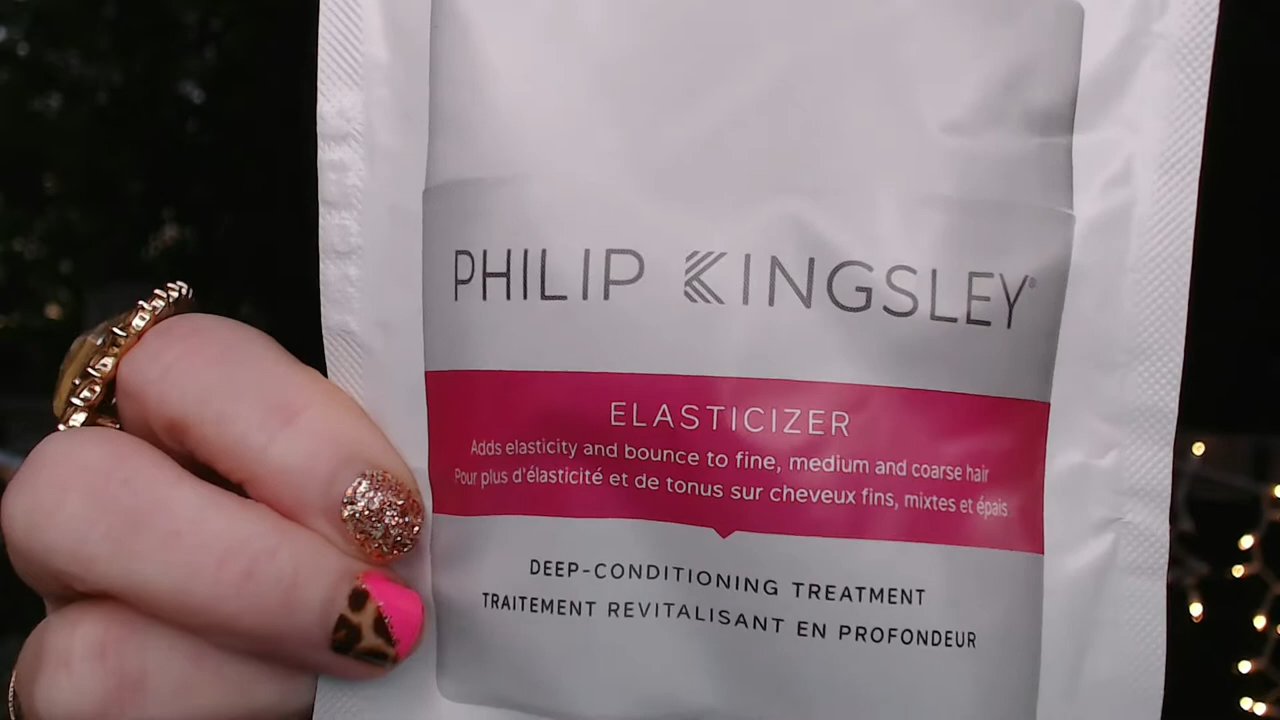 PHILIP KINGSLEY®
ELASTICIZER
Adds elasticity and bounce to fine, medium and coarse hair
Pour plus d'élasticité et de tonus sur cheveux fins, mixtes et épais
DEEP-CONDITIONING TREATMENT
TRAITEMENT REVITALISANT EN PROFONDEUR